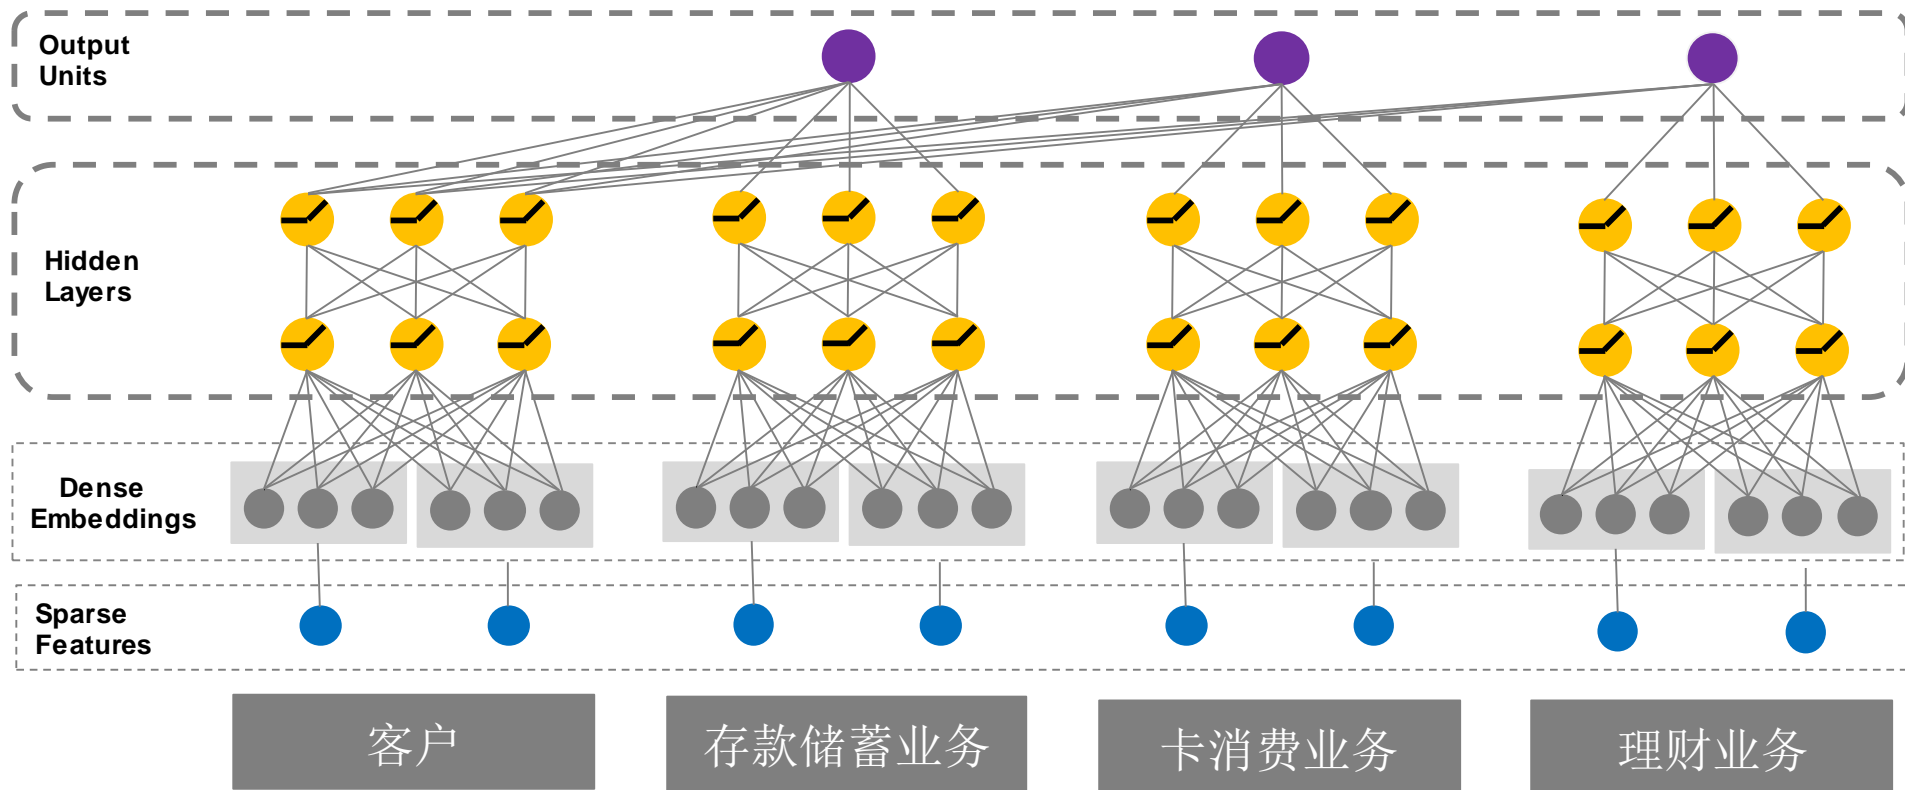 Output
Units
Hidden
Layers
Dense
Embeddings
Sparse
Features
客户
存款储蓄业务
卡消费业务
理财业务